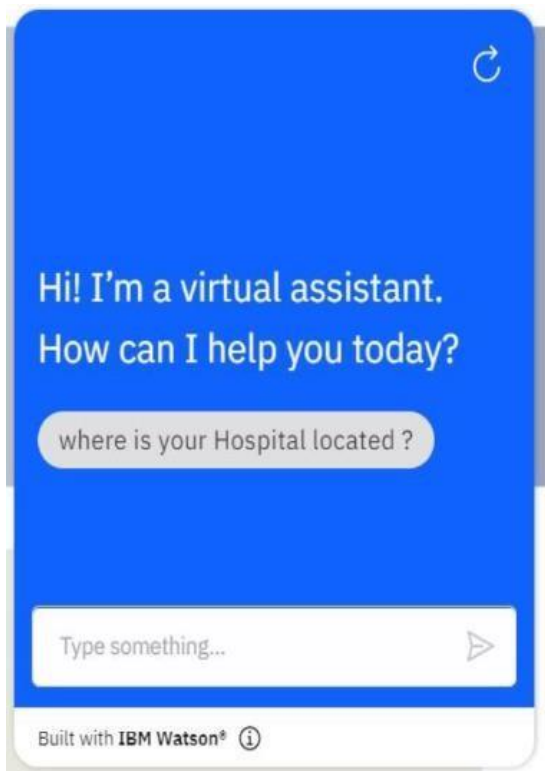 Hi! I'm a virtual assistant.
How can I help you today?
where is your Hospital located ?
Type something...
Built with IBM Watson®